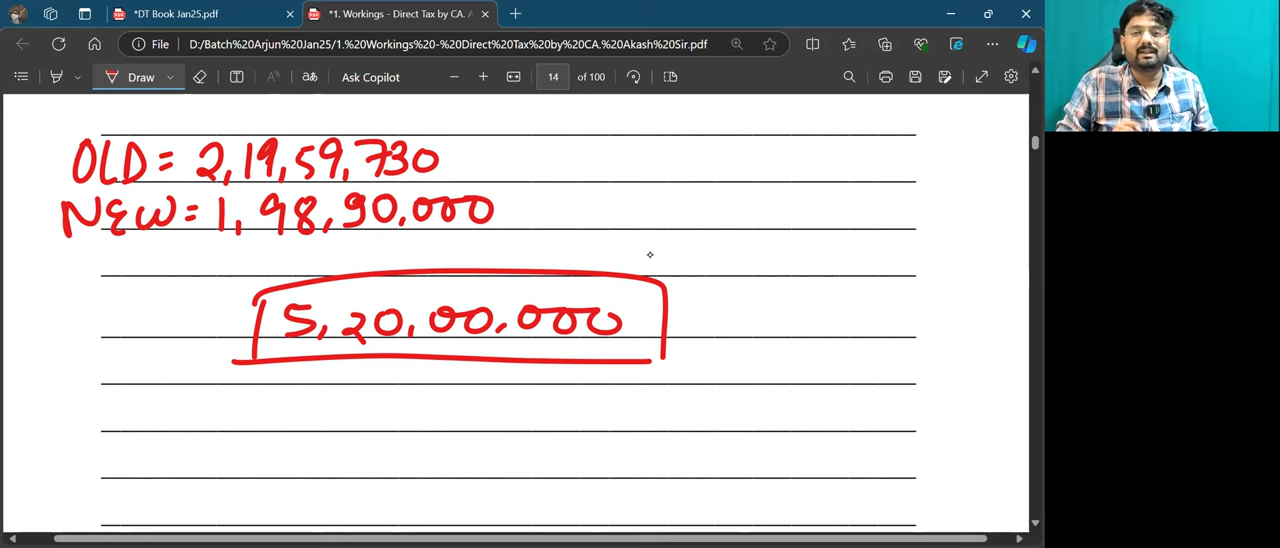 *DT Book Jan25.pdf
*1. Workings - Direct Tax by CA. A
File D:/Batch%20Arjun%20Jan25/1.%20Workings%20-%20Direct%20Tax%20by%20CA.%20Akash%20Sir.pdf
Draw Ask Copilot 14 of 100
OLD = 2,19,59,730
NEW = 1,98,90,000
5,20,00,000